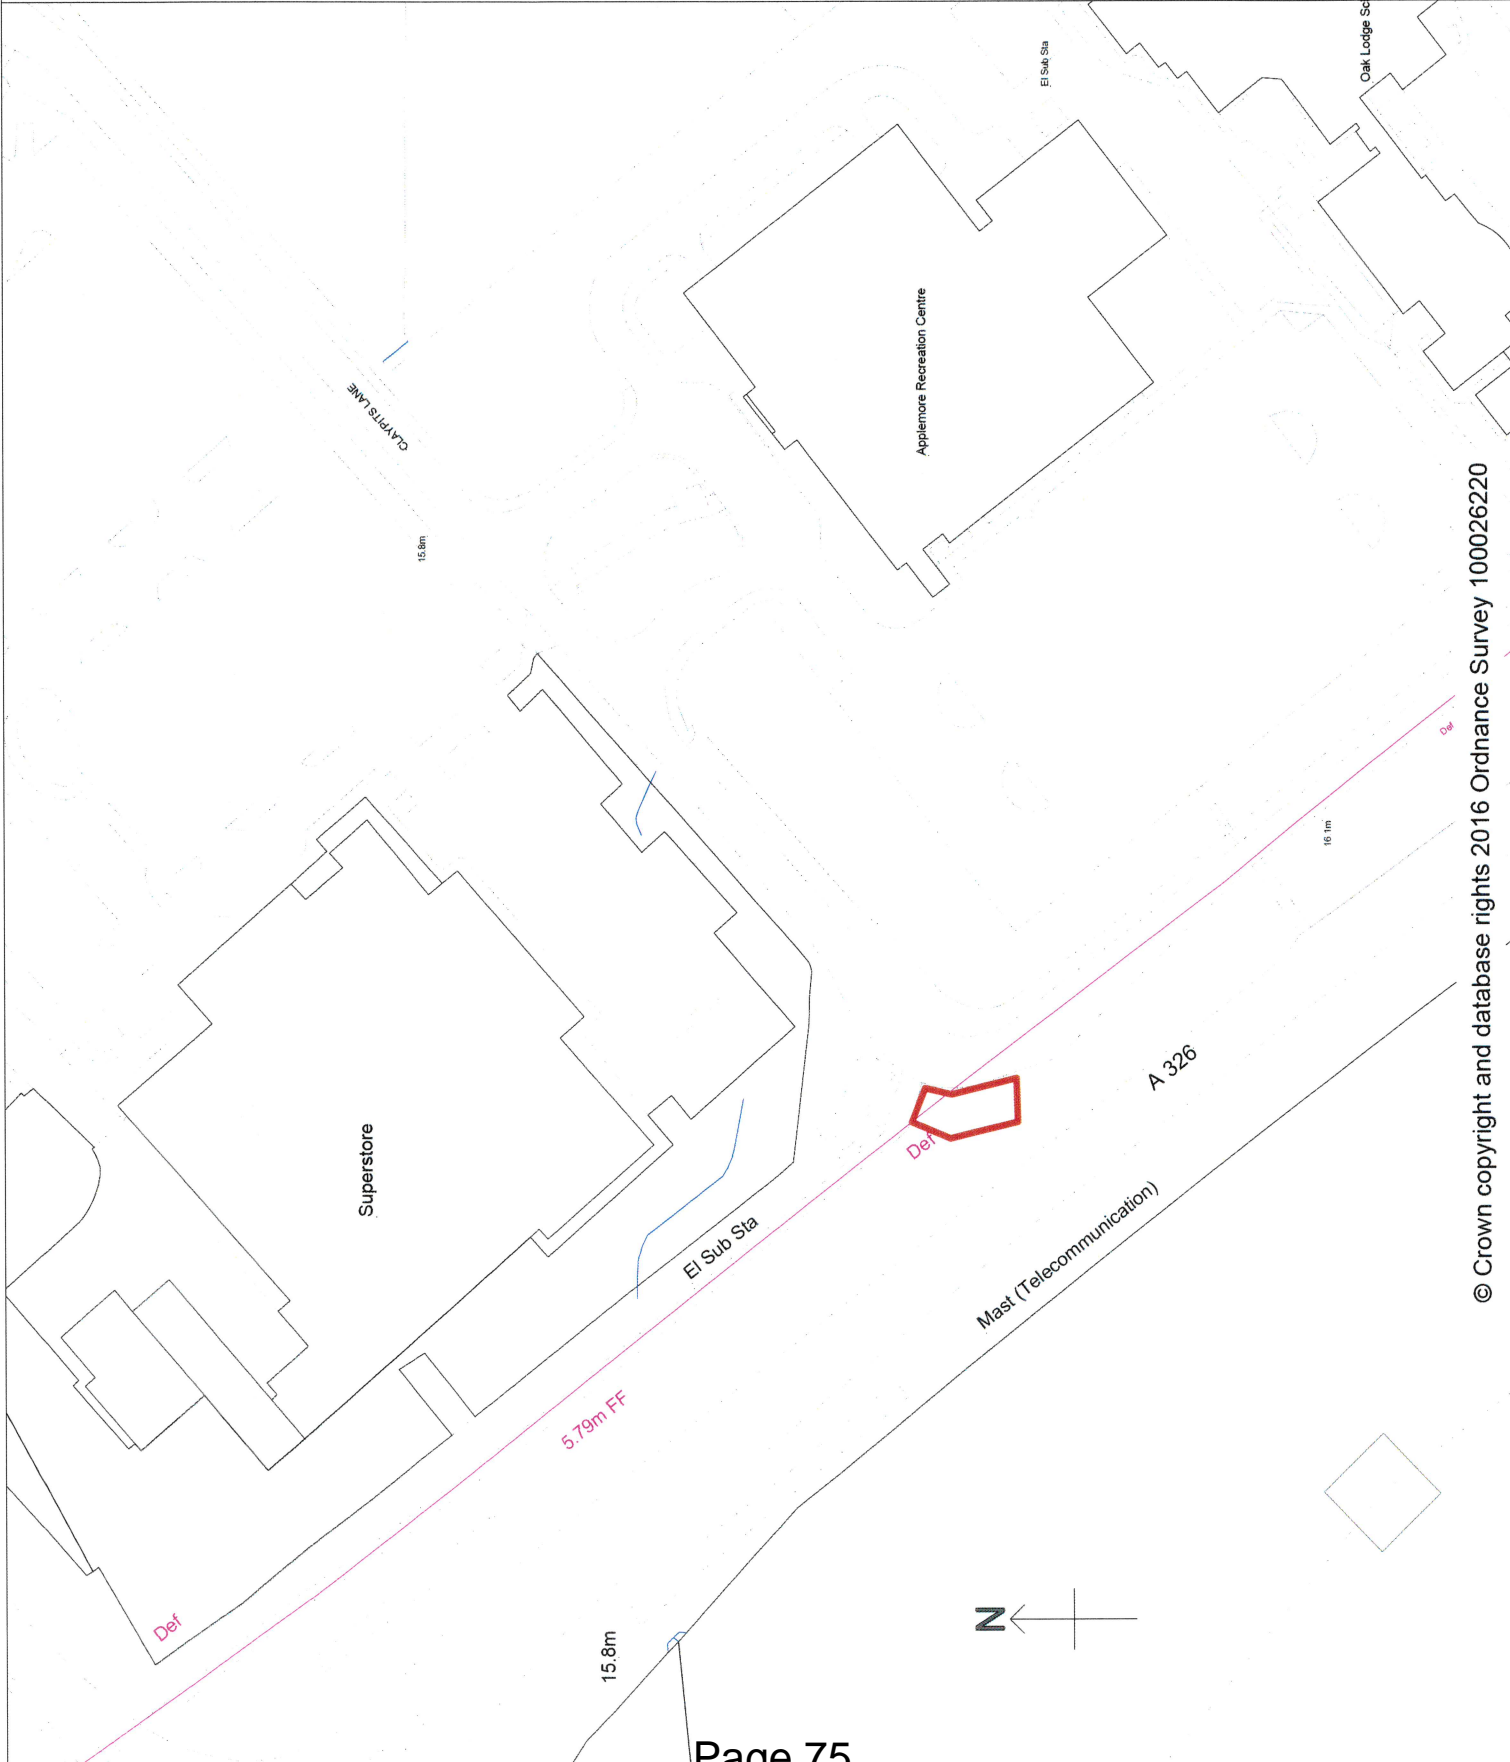 El Sub Sta
Oak Lodge Sc
Applemore Recreation Centre
CLAYPITS LANE
15.8m
Def
16.1m
Superstore
A 326
Def
El Sub Sta
Mast (Telecommunication)
5.79m FF
Def
15.8m
N
© Crown copyright and database rights 2016 Ordnance Survey 100026220
Page 75